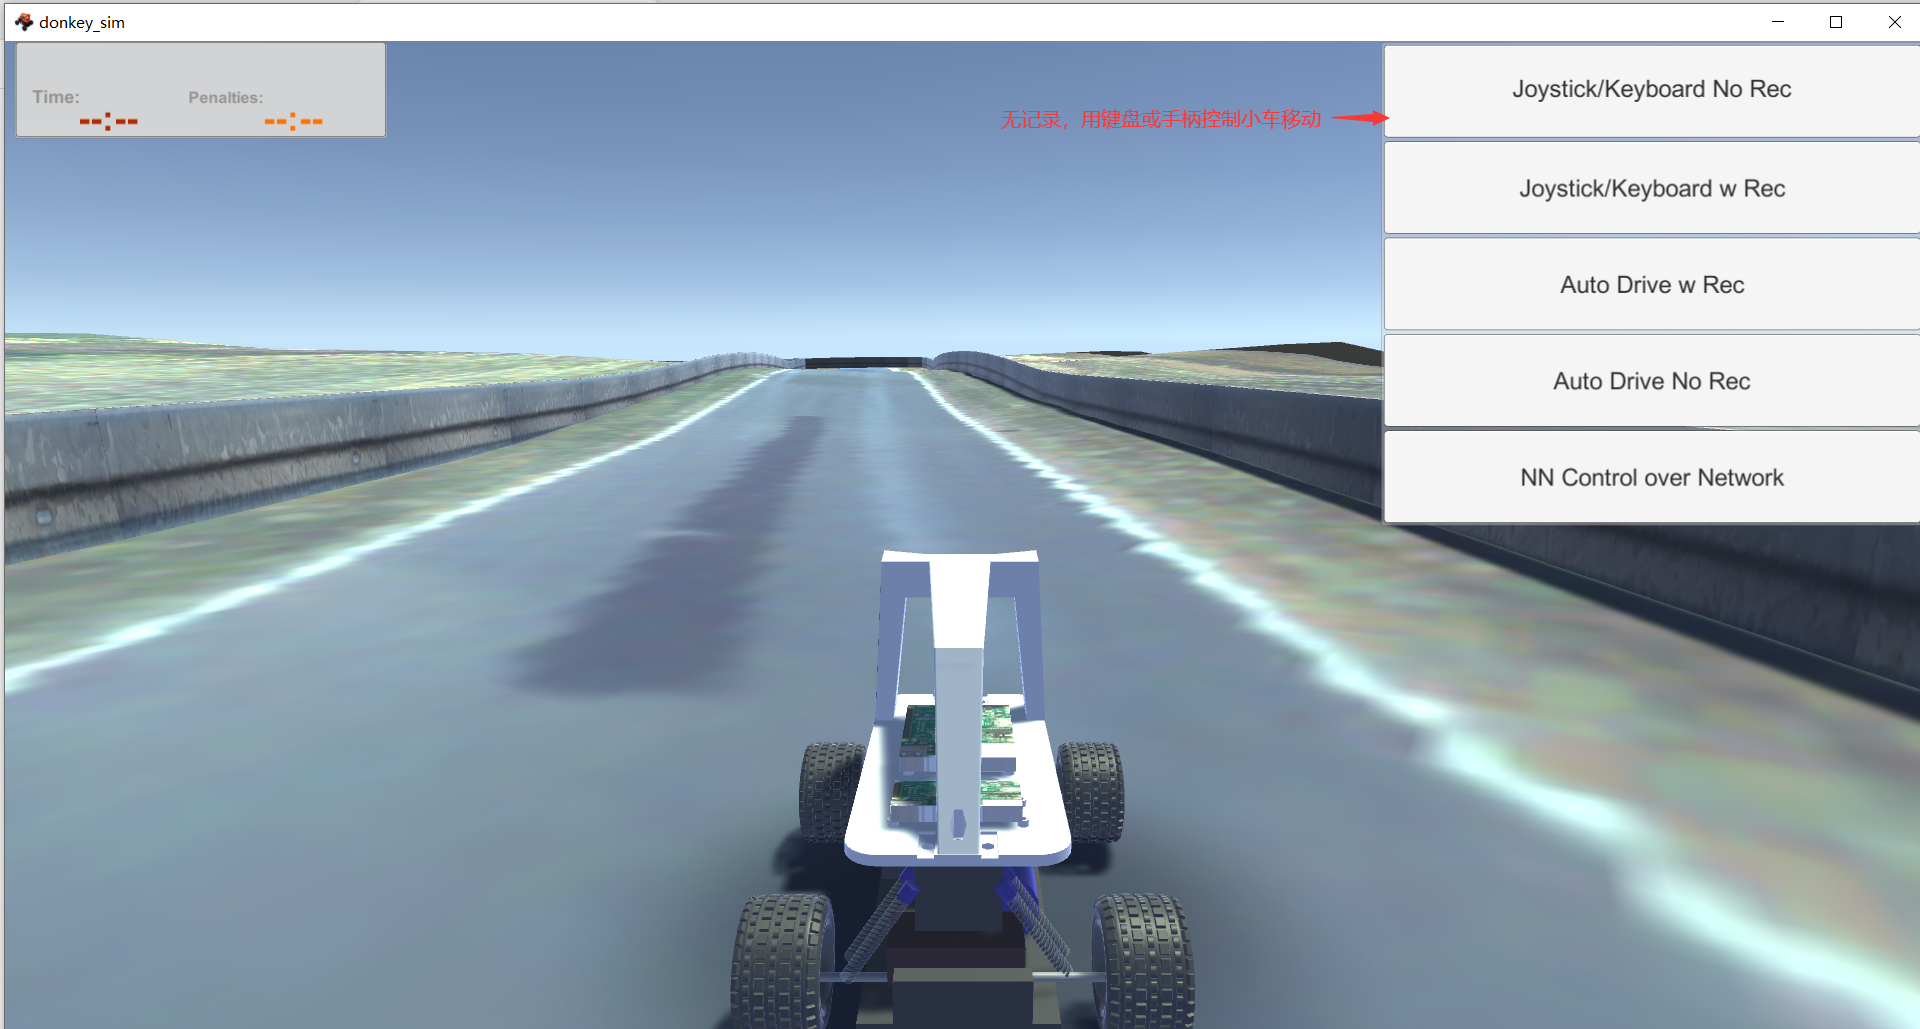 donkey_sim
Time:
Penalties:
--:--
--:--
无记录，用键盘或手柄控制小车移动
Joystick/Keyboard No Rec
Joystick/Keyboard w Rec
Auto Drive w Rec
Auto Drive No Rec
NN Control over Network